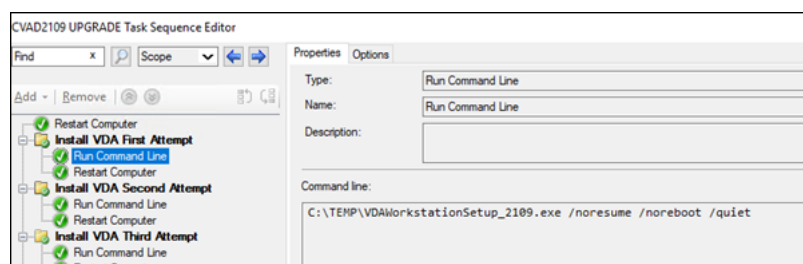 CVAD2109 UPGRADE Task Sequence Editor
Find x Scope
Properties Options
Add Remove
Type: Run Command Line
Name: Run Command Line
Description:
Restart Computer
Install VDA First Attempt
Run Command Line
Restart Computer
Install VDA Second Attempt
Run Command Line
Restart Computer
Install VDA Third Attempt
Run Command Line
Command line:
C:\TEMP\VDAWorkstationSetup_2109.exe /noresume /noreboot /quiet